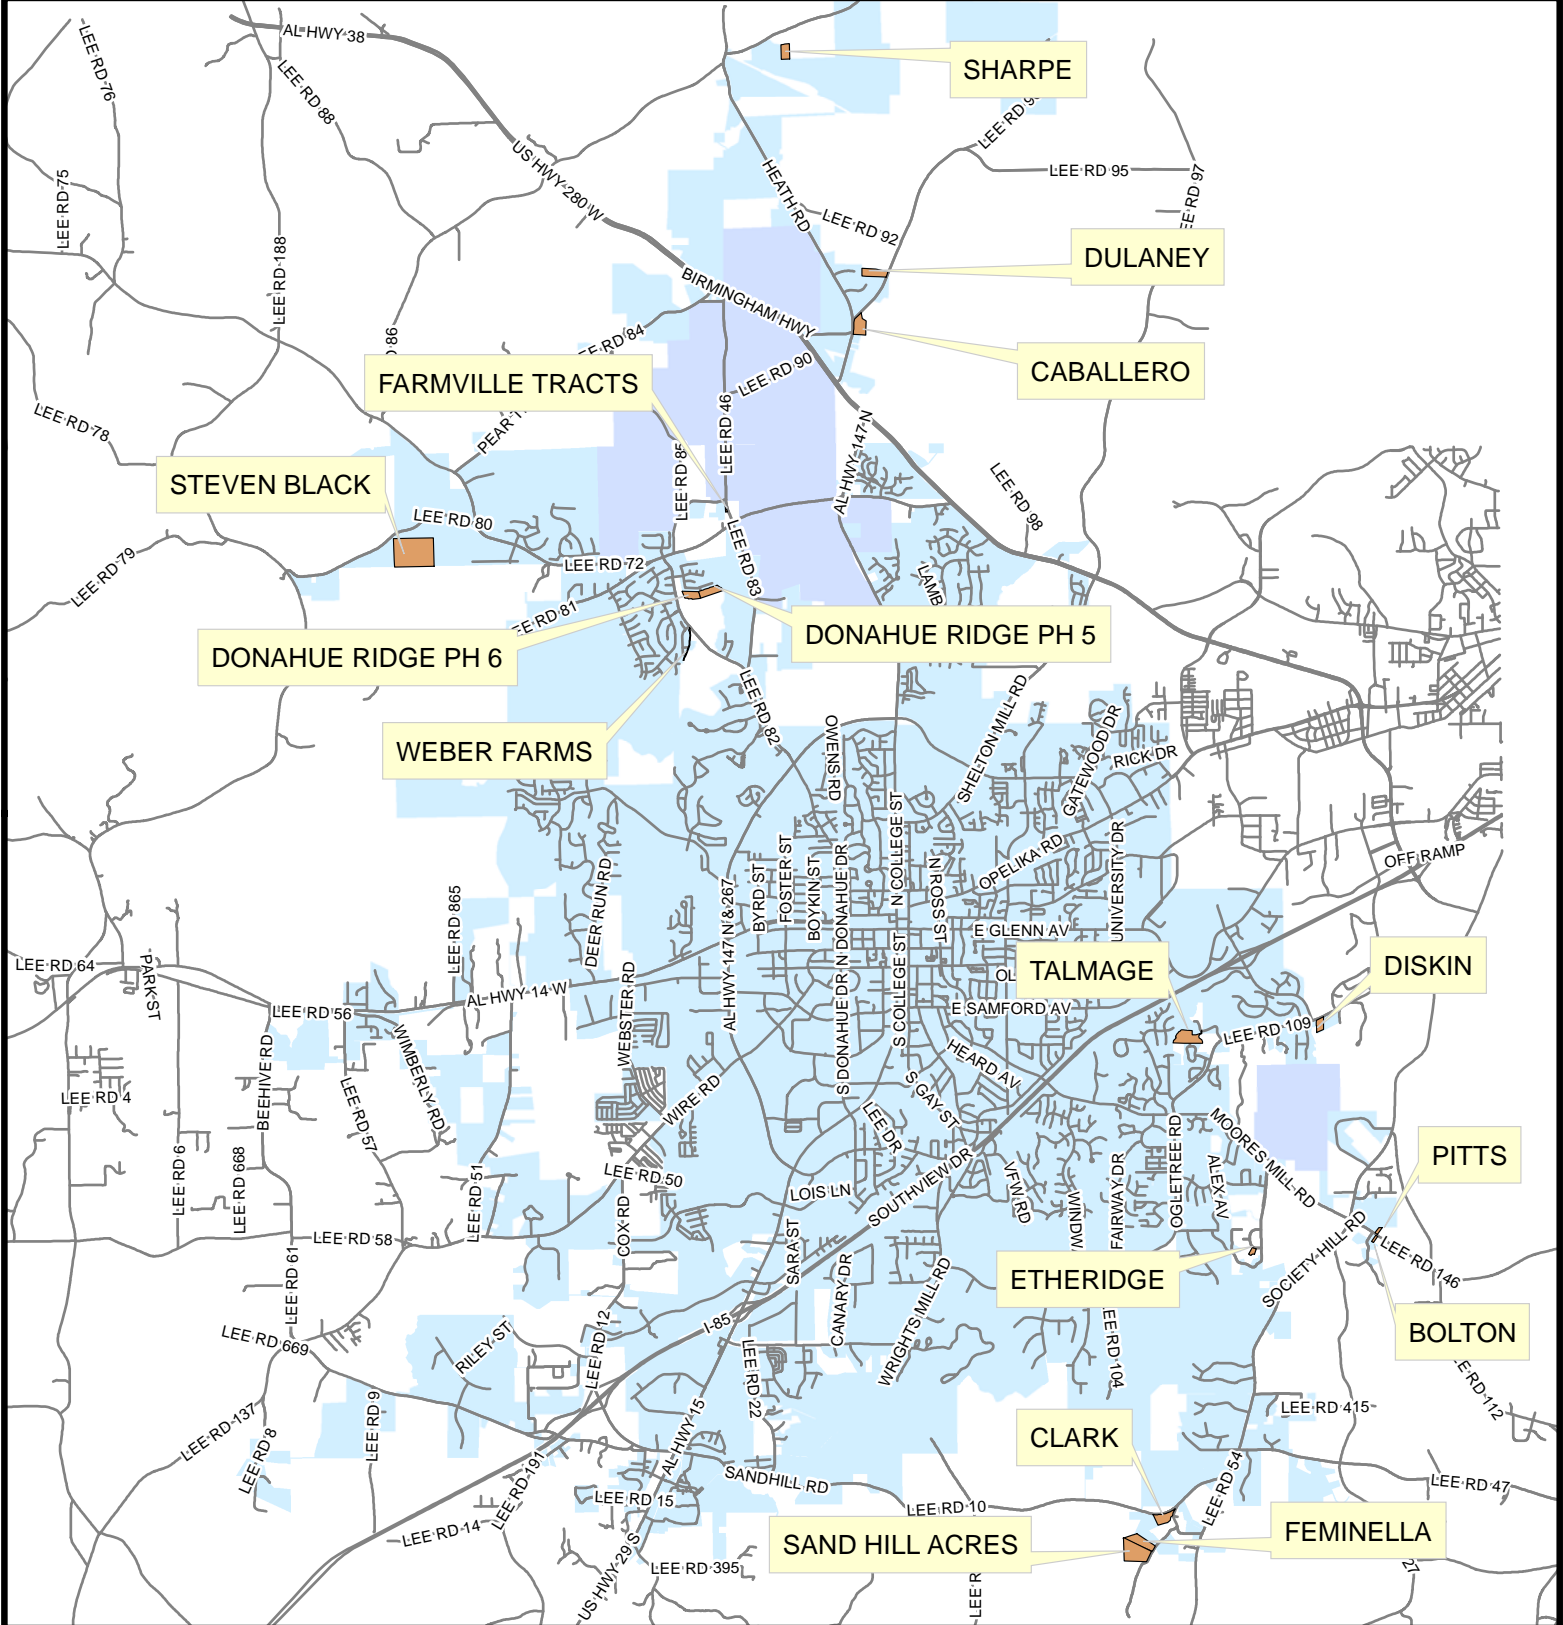 AL HWY 38
LEE RD 76
LEE RD 88
SHARPE
US HWY 280 W
LEE RD 95
LEE RD 97
LEE RD 75
HEATH RD
LEE RD 92
LEE RD 188
DULANEY
BIRMINGHAM HWY
LEE RD 84
FARMVILLE TRACTS
LEE RD 90
CABALLERO
LEE RD 78
LEE RD 46
AL HWY 147 N
LEE RD 85
STEVEN BLACK
LEE RD 80
LEE RD 98
LEE RD 79
LEE RD 72
LEE RD 83
LEE RD 81
DONAHUE RIDGE PH 6
DONAHUE RIDGE PH 5
LEE RD 82
WEBER FARMS
OWENS RD
SHELTON MILL RD
GATEWOOD DR
RICK DR
DEER RUN RD
FOSTER ST
BYRD ST
BOYKIN ST
N DONAHUE DR
N COLLEGE ST
N ROSS ST
OPELIKA RD
UNIVERSITY DR
OFF RAMP
LEE RD 865
AL HWY 147 N & 267
E GLENN AV
LEE RD 64
PARK ST
AL HWY 14 W
TALMAGE
DISKIN
LEE RD 56
WEBSTER RD
S DONAHUE DR
S COLLEGE ST
E SAMFORD AV
LEE RD 109
WIMBERLY RD
BEEHIVE RD
LEE RD 4
LEE RD 57
WIRE RD
HEARD AV
S GAY ST
LEE DR
MOORES MILL RD
LEE RD 6
LEE RD 668
LEE RD 51
LEE RD 50
LOIS LN
SOUTHVIEW DR
VFW RD
FAIRWAY DR
OGLETREE RD
ALEX AV
PITTS
LEE RD 58
COX RD
SARA ST
CANARY DR
WRIGHTS MILL RD
ETHERIDGE
SOCIETY HILL RD
LEE RD 146
LEE RD 61
BOLTON
LEE RD 669
RILEY ST
LEE RD 12
I-85
LEE RD 22
LEE RD 104
LEE RD 112
LEE RD 415
LEE RD 137
LEE RD 8
LEE RD 9
LEE RD 191
AL HWY 15
CLARK
SANDHILL RD
LEE RD 54
LEE RD 47
LEE RD 15
LEE RD 10
LEE RD 14
SAND HILL ACRES
FEMINELLA
US HWY 29 S
LEE RD 395